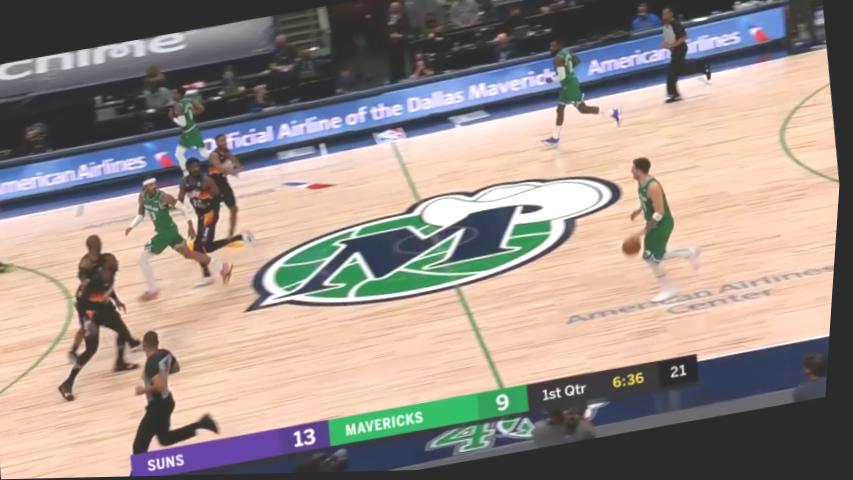 chime
American Airlines
Official Airline of the Dallas Mavericks
American Airlines
M
American Airlines
Center
SUNS 13 MAVERICKS 9 1st Qtr 6:36 21